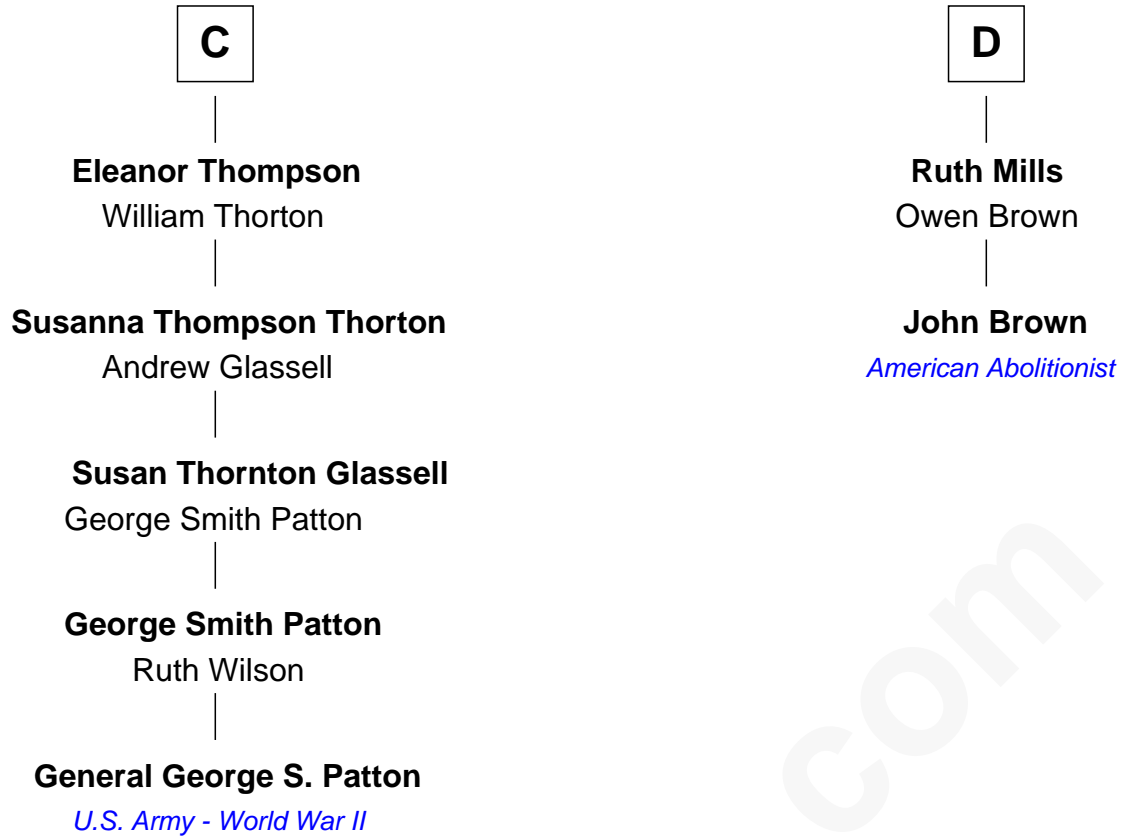 C
Eleanor Thompson
William Thorton
Susanna Thompson Thorton
Andrew Glassell
Susan Thornton Glassell
George Smith Patton
George Smith Patton
Ruth Wilson
General George S. Patton
U.S. Army - World War II
D
Ruth Mills
Owen Brown
John Brown
American Abolitionist
com